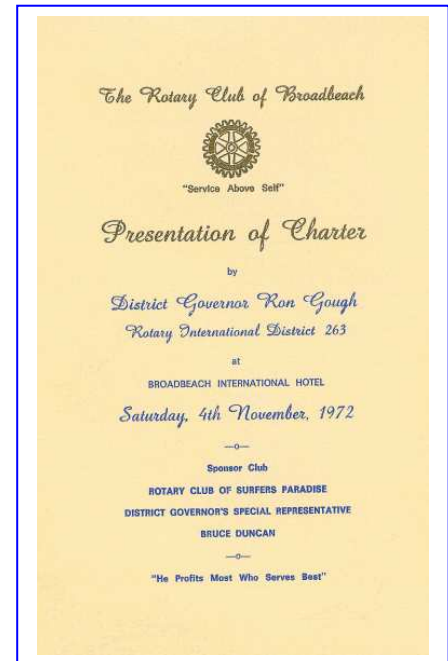 The Rotary Club of Broadbeach
"Service Above Self"
Presentation of Charter
by
District Governor Ron Gough
Rotary International District 263
at
BROADBEACH INTERNATIONAL HOTEL
Saturday, 4th November, 1972
—o—
Sponsor Club
ROTARY CLUB OF SURFERS PARADISE
DISTRICT GOVERNOR'S SPECIAL REPRESENTATIVE
BRUCE DUNCAN
—o—
"He Profits Most Who Serves Best"